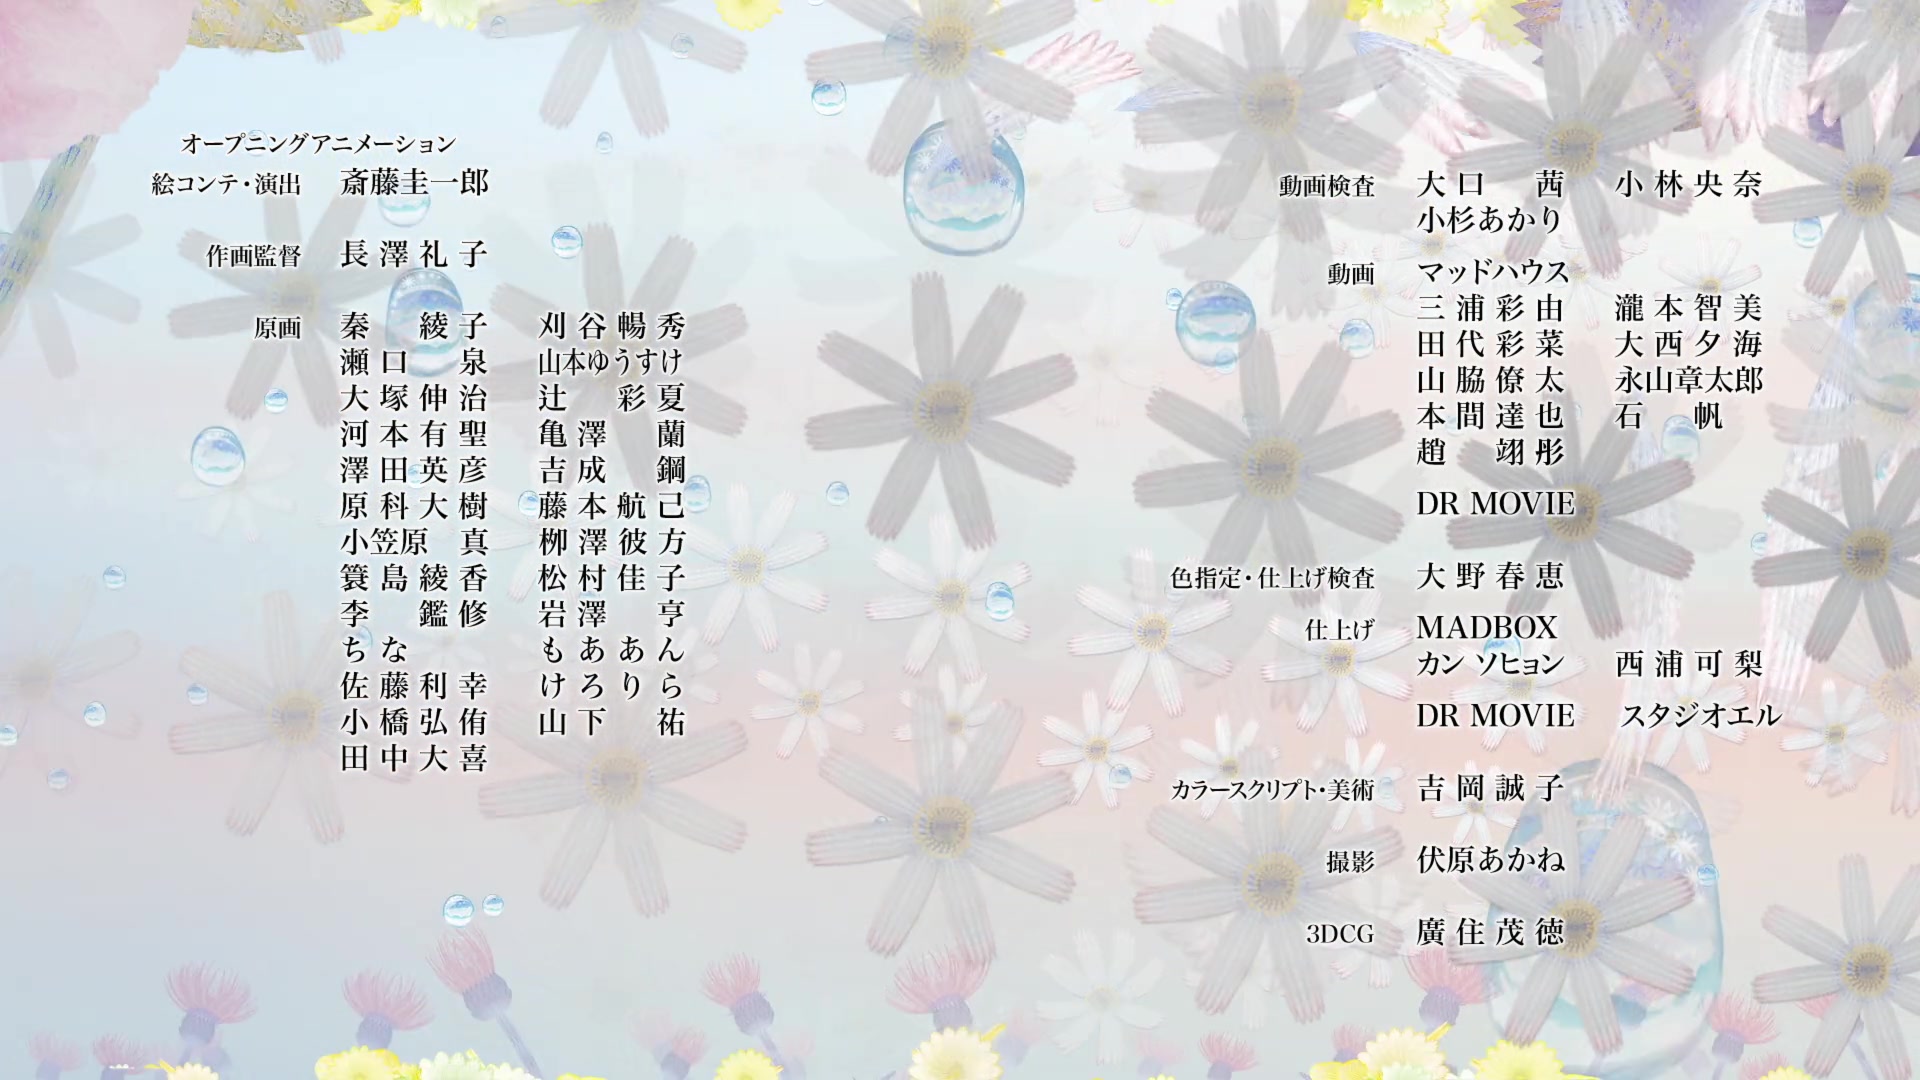 オープニングアニメーション
絵コンテ・演出 斎藤圭一郎
作画監督 長澤礼子
原画 秦 綾子 刈谷暢秀
瀬口 泉 山本ゆうすけ
大塚伸治 辻 彩夏
河本有聖 亀澤 蘭
澤田英彦 吉成 鋼
原科大樹 藤本航己
小笠原 真 栁澤彼方
簑島綾香 松村佳子
李 鑑修 岩澤 亨
ちな もああん
佐藤利幸 けろりら
小橋弘侑 山下 祐
田中大喜
動画検査 大口 茜 小林央奈
小杉あかり
動画 マッドハウス
三浦彩由 瀧本智美
田代彩菜 大西夕海
山脇僚太 永山章太郎
本間達也 石 帆
趙 翊彤
DR MOVIE
色指定・仕上げ検査 大野春恵
仕上げ MADBOX
カン ソヒョン 西浦可梨
DR MOVIE スタジオエル
カラースクリプト・美術 吉岡誠子
撮影 伏原あかね
3DCG 廣住茂徳